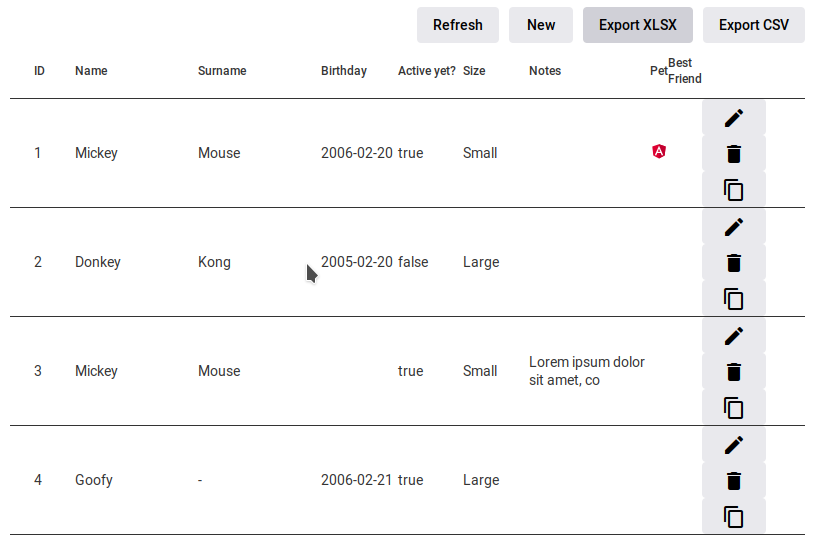 Refresh New Export XLSX Export CSV
ID Name Surname Birthday Active yet? Size Notes Pet Best
Friend
1 Mickey Mouse 2006-02-20 true Small
2 Donkey Kong 2005-02-20 false Large
3 Mickey Mouse true Small Lorem ipsum dolor
sit amet, co
4 Goofy - 2006-02-21 true Large